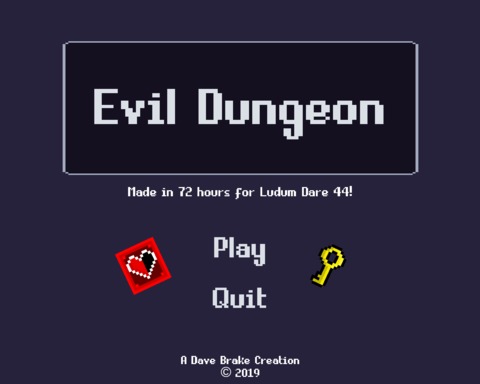 Evil Dungeon
Made in 72 hours for Ludum Dare 44!
Play
Quit
A Dave Brake Creation
© 2019